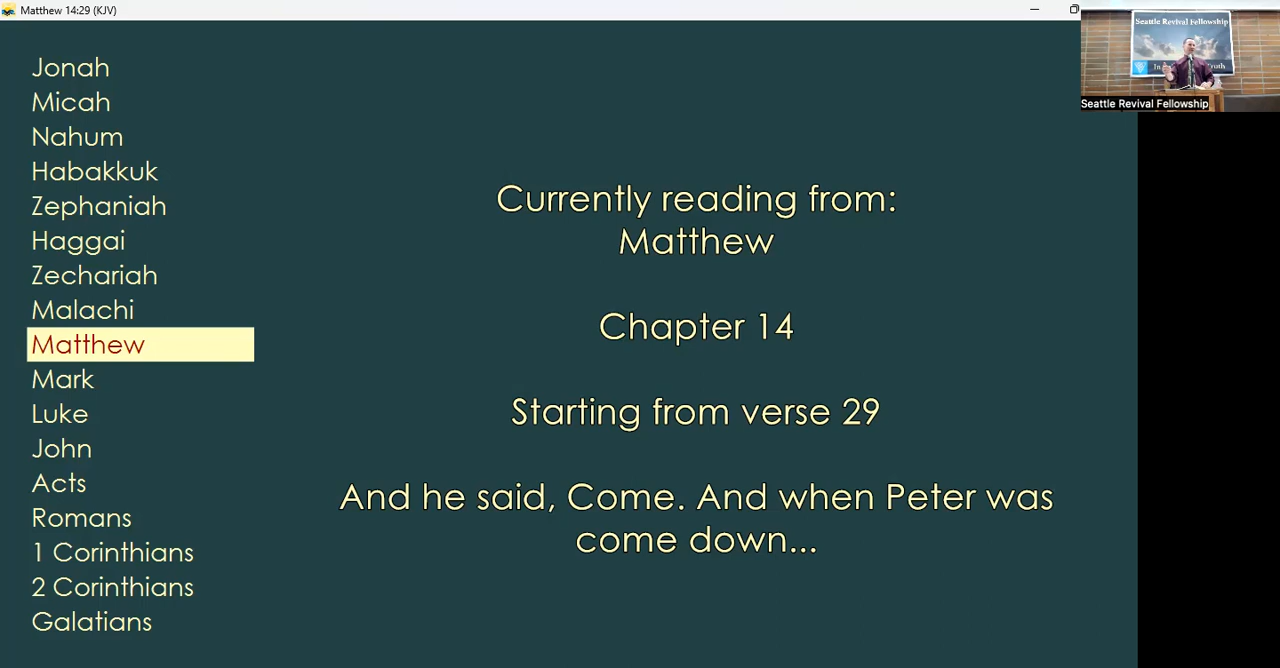 Matthew 14:29 (KJV)
Jonah
Micah
Nahum
Habakkuk
Zephaniah
Haggai
Zechariah
Malachi
Matthew
Mark
Luke
John
Acts
Romans
1 Corinthians
2 Corinthians
Galatians
Currently reading from:
Matthew
Chapter 14
Starting from verse 29
And he said, Come. And when Peter was
come down...
Seattle Revival Fellowship
In
Truth
Seattle Revival Fellowship